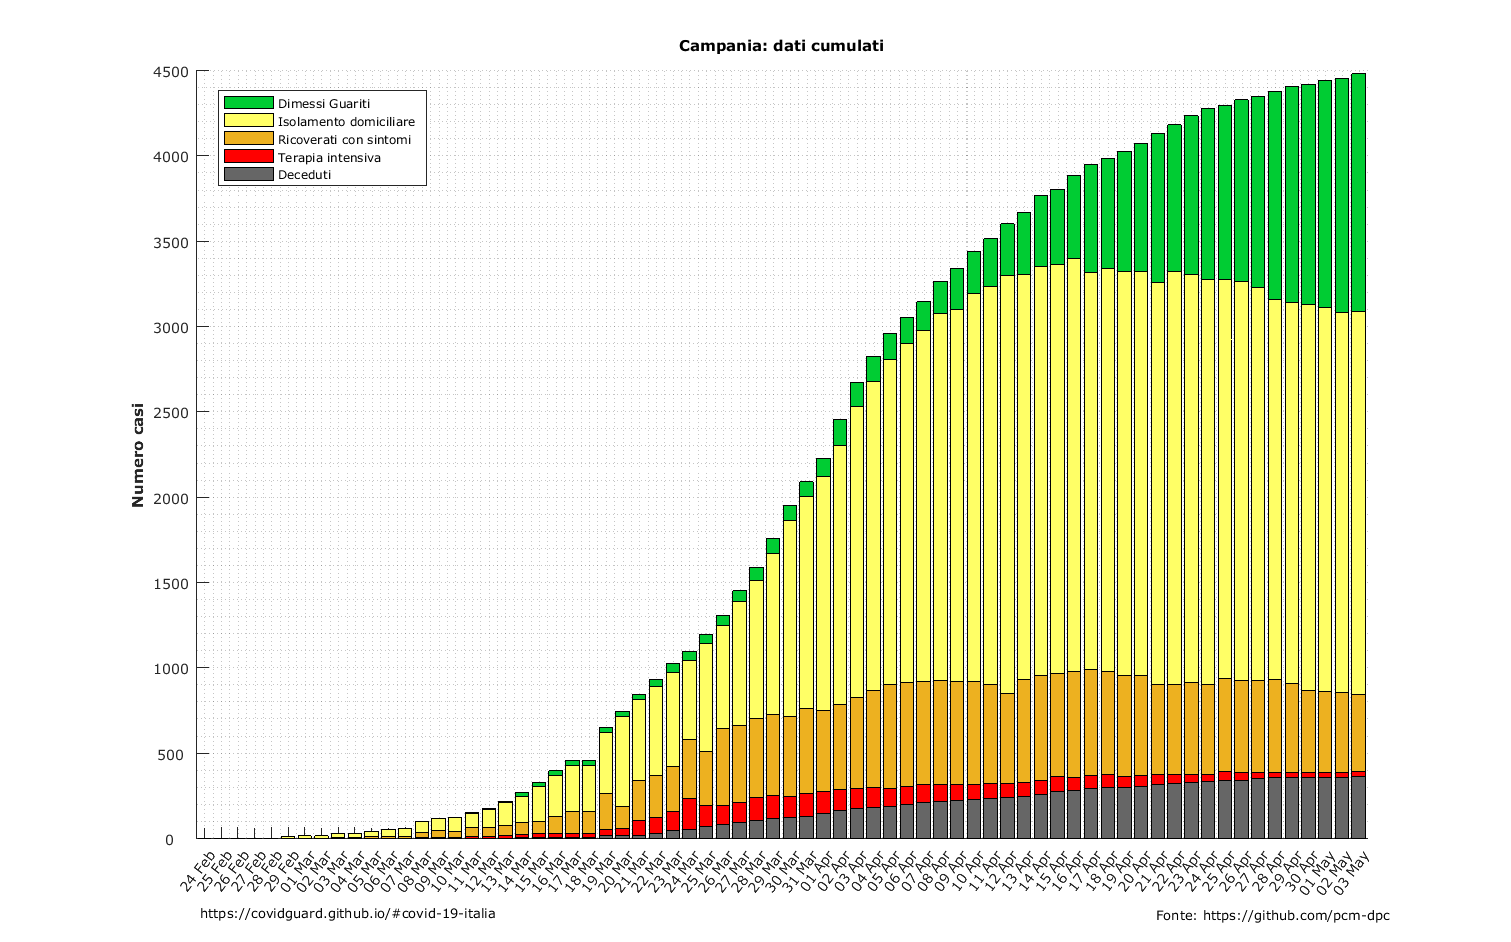 Campania: dati cumulati
4500
4000
3500
3000
2500
2000
1500
1000
500
0
Numero casi
Dimessi Guariti
Isolamento domiciliare
Ricoverati con sintomi
Terapia intensiva
Deceduti
24 Feb
25 Feb
26 Feb
27 Feb
28 Feb
29 Feb
01 Mar
02 Mar
03 Mar
04 Mar
05 Mar
06 Mar
07 Mar
08 Mar
09 Mar
10 Mar
11 Mar
12 Mar
13 Mar
14 Mar
15 Mar
16 Mar
17 Mar
18 Mar
19 Mar
20 Mar
21 Mar
22 Mar
23 Mar
24 Mar
25 Mar
26 Mar
27 Mar
28 Mar
29 Mar
30 Mar
31 Mar
01 Apr
02 Apr
03 Apr
04 Apr
05 Apr
06 Apr
07 Apr
08 Apr
09 Apr
10 Apr
11 Apr
12 Apr
13 Apr
14 Apr
15 Apr
16 Apr
17 Apr
18 Apr
19 Apr
20 Apr
21 Apr
22 Apr
23 Apr
24 Apr
25 Apr
26 Apr
27 Apr
28 Apr
29 Apr
30 Apr
01 May
02 May
03 May
https://covidguard.github.io/#covid-19-italia
Fonte: https://github.com/pcm-dpc